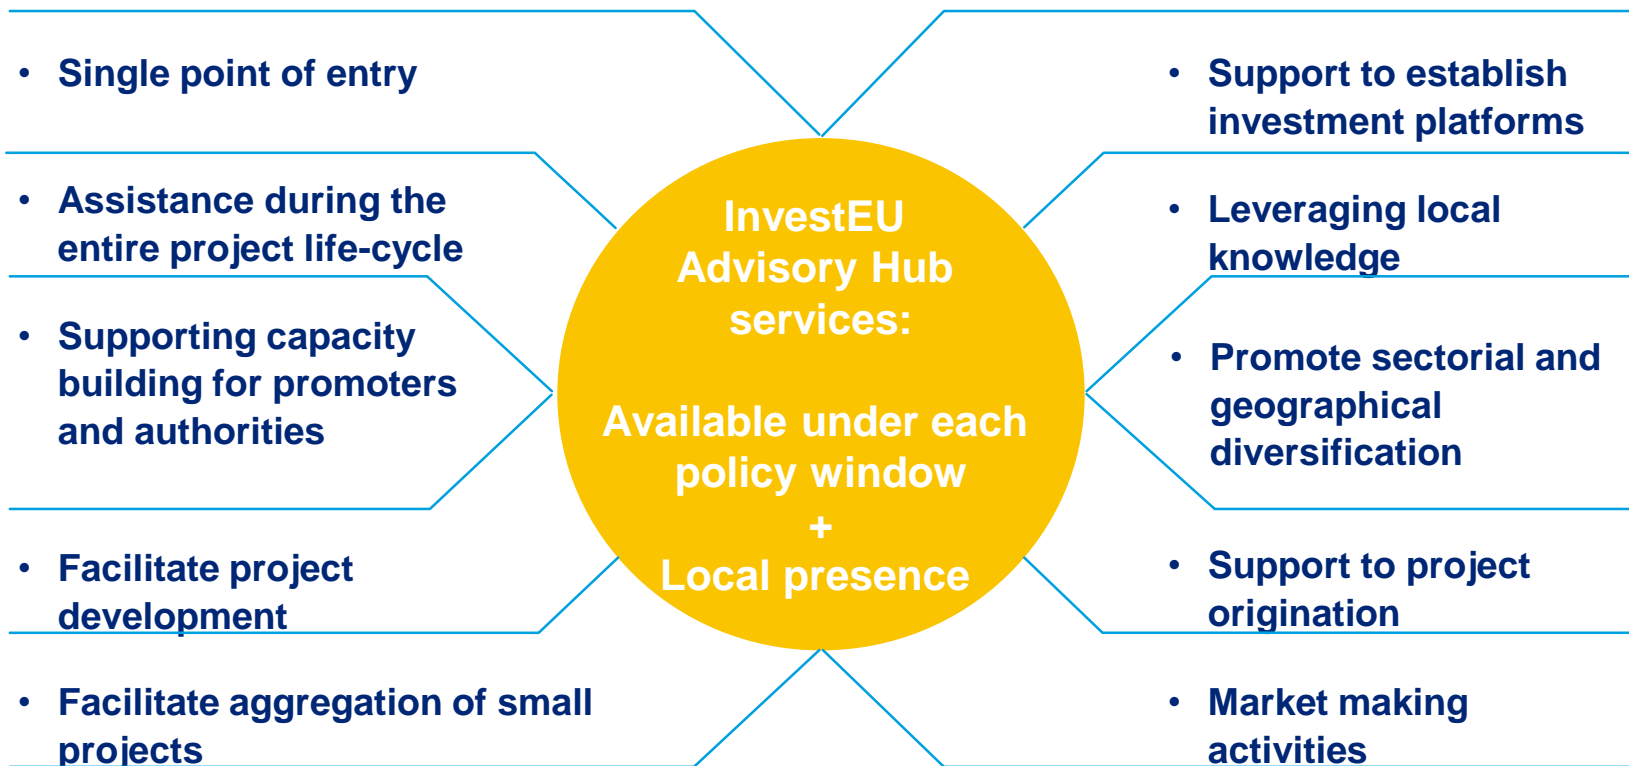 • Single point of entry
• Assistance during the
entire project life-cycle
• Supporting capacity
building for promoters
and authorities
• Facilitate project
development
• Facilitate aggregation of small
projects
InvestEU
Advisory Hub
services:
Available under each
policy window
+
Local presence
• Support to establish
investment platforms
• Leveraging local
knowledge
• Promote sectorial and
geographical
diversification
• Support to project
origination
• Market making
activities